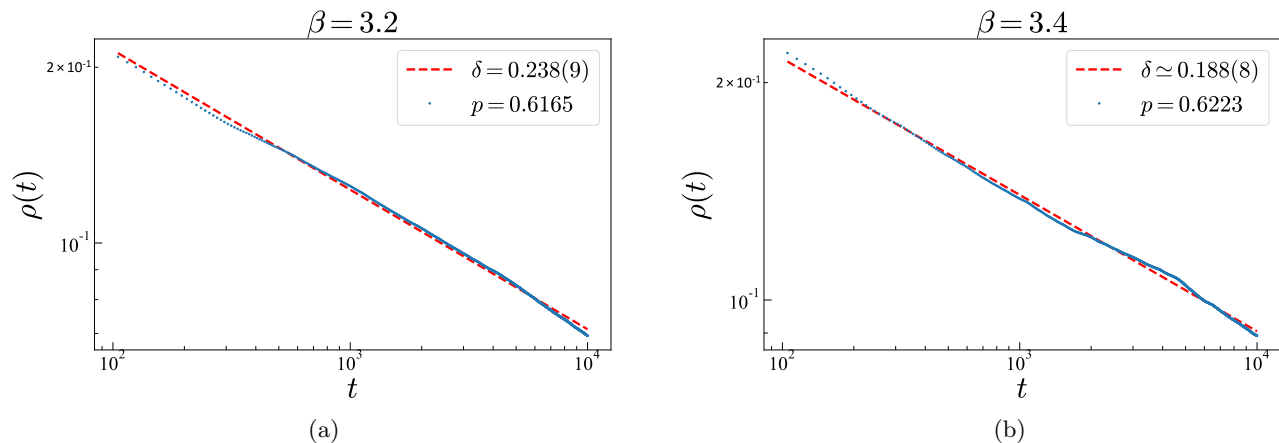 β = 3.2
2 × 10⁻¹
10⁻¹
ρ(t)
δ = 0.238(9)
p = 0.6165
10² 10³ 10⁴
t
(a)
β = 3.4
2 × 10⁻¹
10⁻¹
ρ(t)
δ ≃ 0.188(8)
p = 0.6223
10² 10³ 10⁴
t
(b)